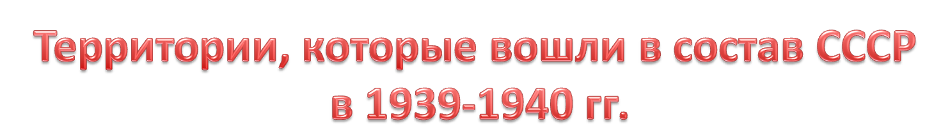 Территории, которые вошли в состав СССР
в 1939-1940 гг.